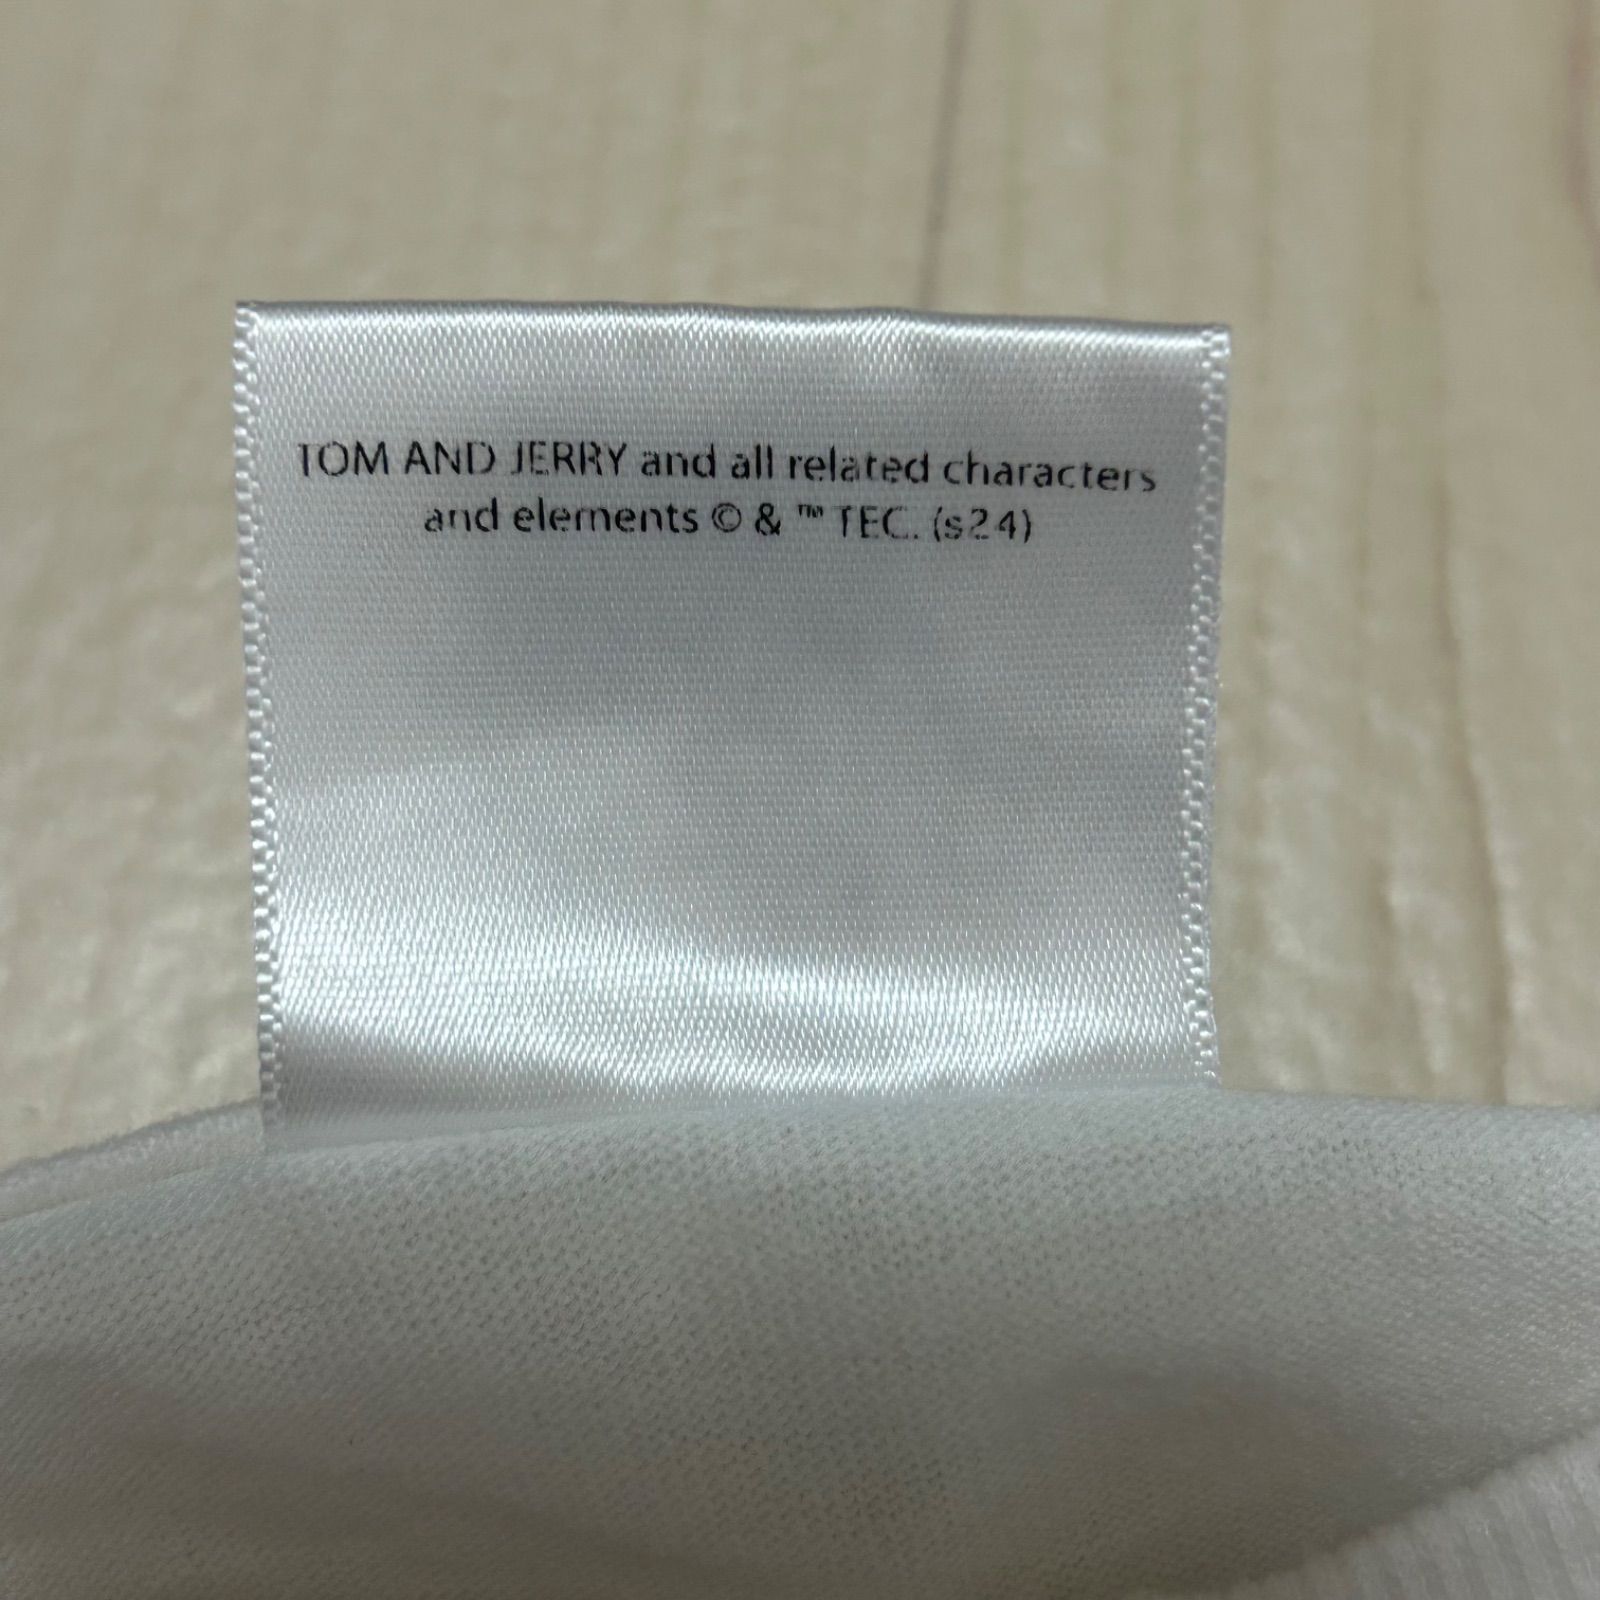 TOM AND JERRY and all related characters
and elements © & ™ TEC. (s24)